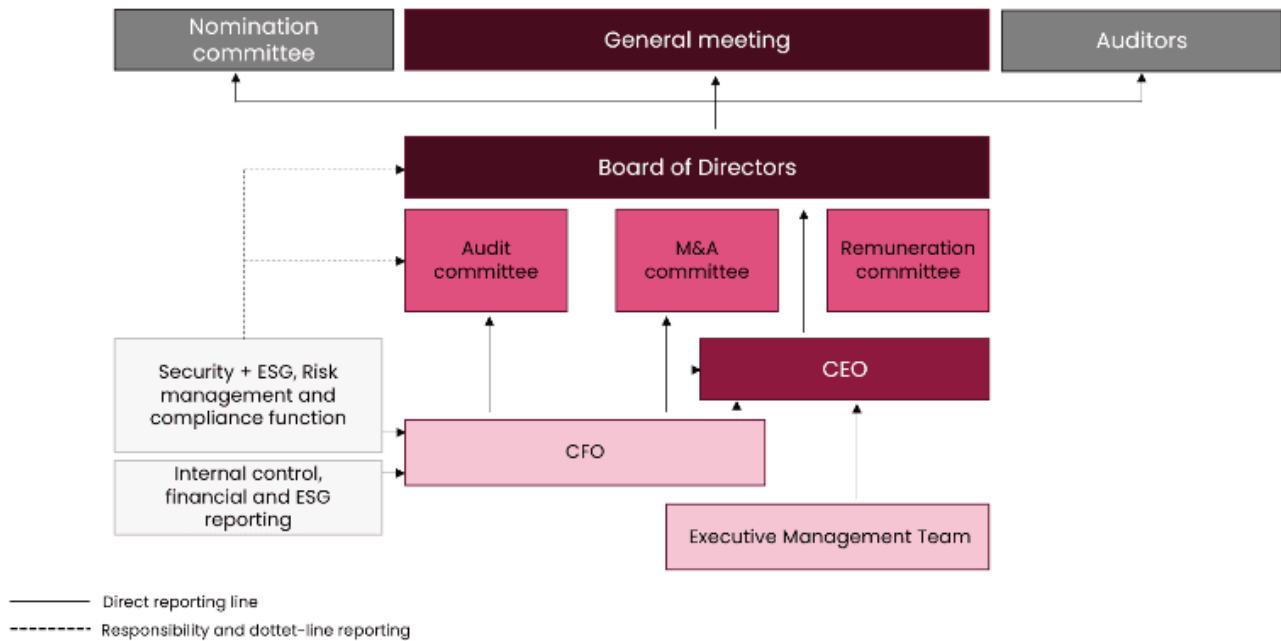 Nomination
committee
General meeting
Auditors
Board of Directors
Audit
committee
M&A
committee
Remuneration
committee
Security + ESG, Risk
management and
compliance function
CEO
CFO
Internal control,
financial and ESG
reporting
Executive Management Team
Direct reporting line
Responsibility and dottet-line reporting